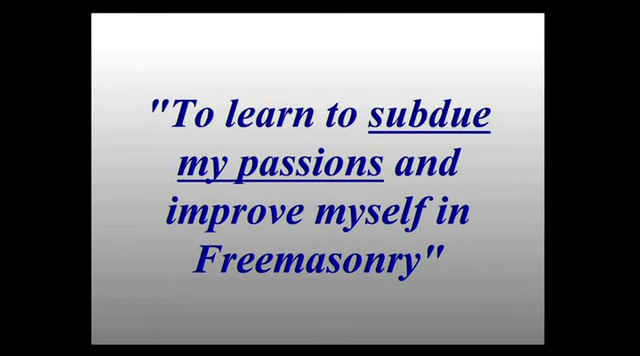 "To learn to subdue
my passions and
improve myself in
Freemasonry"